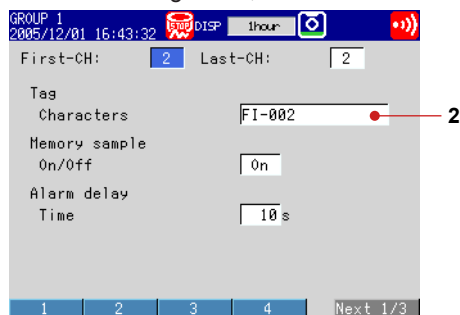 GROUP 1
2005/12/01 16:43:32 STOP DISP 1hour
First-CH: 2 Last-CH: 2
Tag
Characters FI-002 2
Memory sample
On/Off On
Alarm delay
Time 10 s
1 2 3 4 Next 1/3